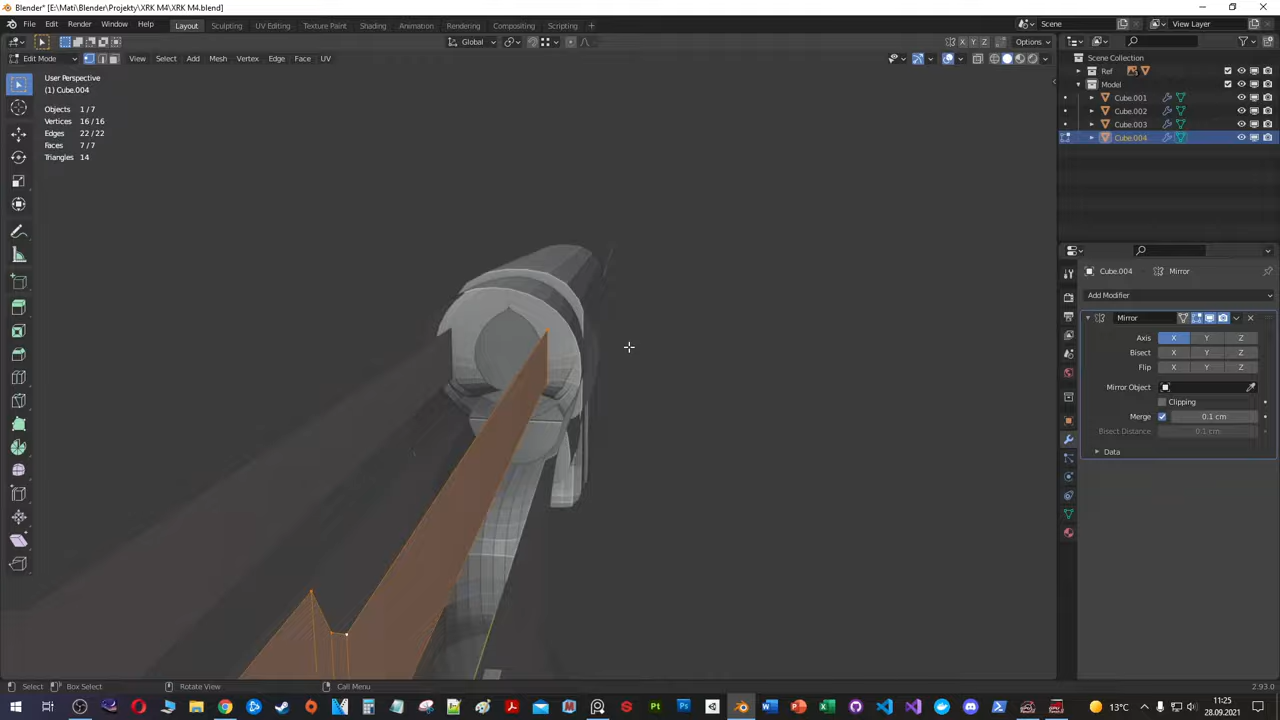 Blender* [E:\Mati\Blender\Projekty\XRK M4\XRK M4.blend]
File Edit Render Window Help
Layout Sculpting UV Editing Texture Paint Shading Animation Rendering Compositing Scripting +
Scene View Layer
Global Options
X Y Z
Edit Mode View Select Add Mesh Vertex Edge Face UV
User Perspective
(1) Cube.004
Objects 1/7
Vertices 16/16
Edges 22/22
Faces 7/7
Triangles 14
Scene Collection
Ref
Model
Cube.001
Cube.002
Cube.003
Cube.004
Cube.004 Mirror
Add Modifier
Mirror
Axis X Y Z
Bisect X Y Z
Flip X Y Z
Mirror Object
Clipping
Merge 0.1 cm
Bisect Distance 0.1 cm
Data
Select Box Select Rotate View Call Menu 2.93.0
13°C
11:25
28.09.2021